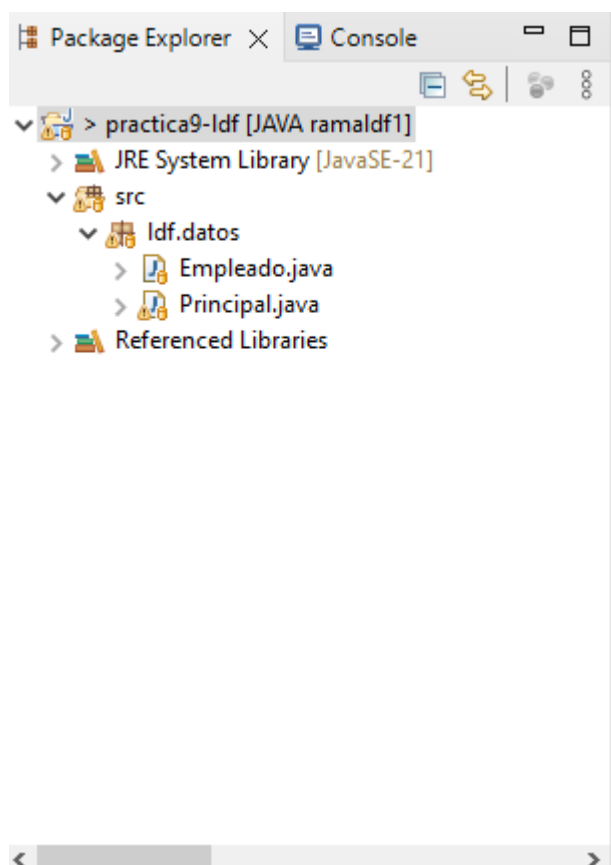 Package Explorer Console
> practica9-ldf [JAVA ramaldf1]
JRE System Library [JavaSE-21]
src
ldf.datos
Empleado.java
Principal.java
Referenced Libraries